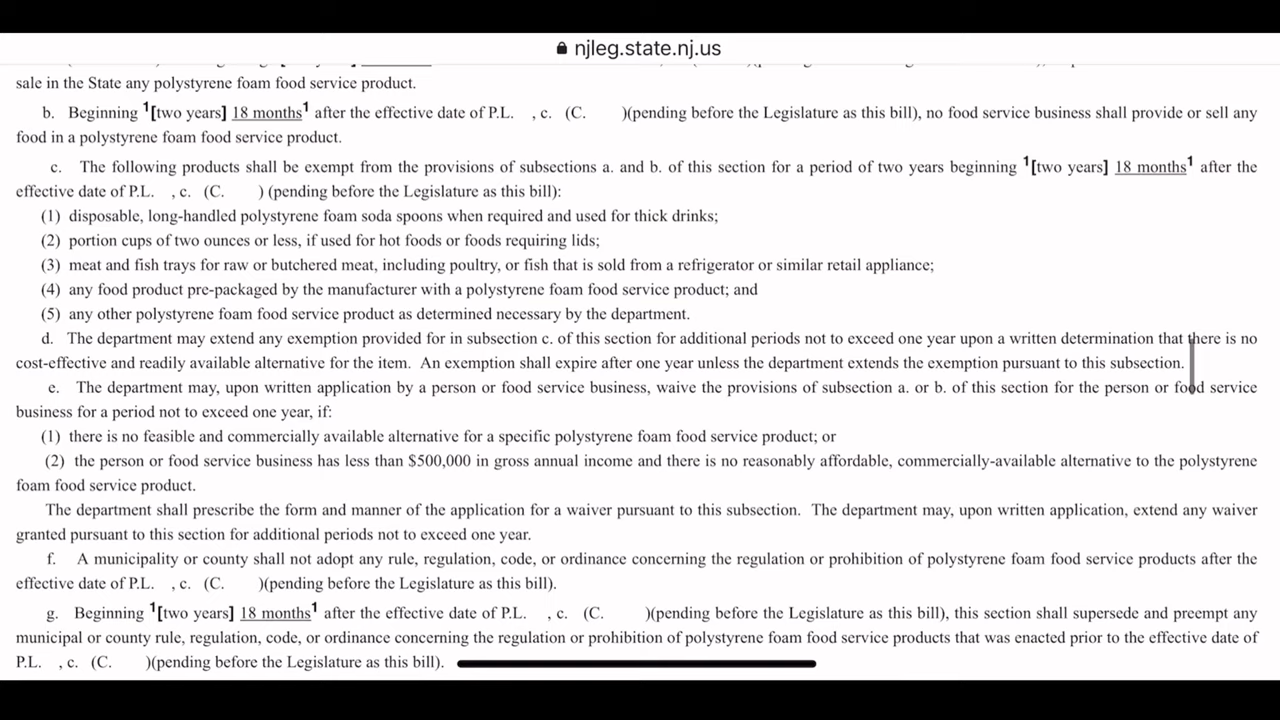 njleg.state.nj.us
sale in the State any polystyrene foam food service product.
b. Beginning ¹[two years] 18 months¹ after the effective date of P.L. , c. (C. )(pending before the Legislature as this bill), no food service business shall provide or sell any
food in a polystyrene foam food service product.
c. The following products shall be exempt from the provisions of subsections a. and b. of this section for a period of two years beginning ¹[two years] 18 months¹ after the
effective date of P.L. , c. (C. ) (pending before the Legislature as this bill):
(1) disposable, long-handled polystyrene foam soda spoons when required and used for thick drinks;
(2) portion cups of two ounces or less, if used for hot foods or foods requiring lids;
(3) meat and fish trays for raw or butchered meat, including poultry, or fish that is sold from a refrigerator or similar retail appliance;
(4) any food product pre-packaged by the manufacturer with a polystyrene foam food service product; and
(5) any other polystyrene foam food service product as determined necessary by the department.
d. The department may extend any exemption provided for in subsection c. of this section for additional periods not to exceed one year upon a written determination that there is no
cost-effective and readily available alternative for the item. An exemption shall expire after one year unless the department extends the exemption pursuant to this subsection.
e. The department may, upon written application by a person or food service business, waive the provisions of subsection a. or b. of this section for the person or food service
business for a period not to exceed one year, if:
(1) there is no feasible and commercially available alternative for a specific polystyrene foam food service product; or
(2) the person or food service business has less than $500,000 in gross annual income and there is no reasonably affordable, commercially-available alternative to the polystyrene
foam food service product.
The department shall prescribe the form and manner of the application for a waiver pursuant to this subsection. The department may, upon written application, extend any waiver
granted pursuant to this section for additional periods not to exceed one year.
f. A municipality or county shall not adopt any rule, regulation, code, or ordinance concerning the regulation or prohibition of polystyrene foam food service products after the
effective date of P.L. , c. (C. )(pending before the Legislature as this bill).
g. Beginning ¹[two years] 18 months¹ after the effective date of P.L. , c. (C. )(pending before the Legislature as this bill), this section shall supersede and preempt any
municipal or county rule, regulation, code, or ordinance concerning the regulation or prohibition of polystyrene foam food service products that was enacted prior to the effective date of
P.L. , c. (C. )(pending before the Legislature as this bill).